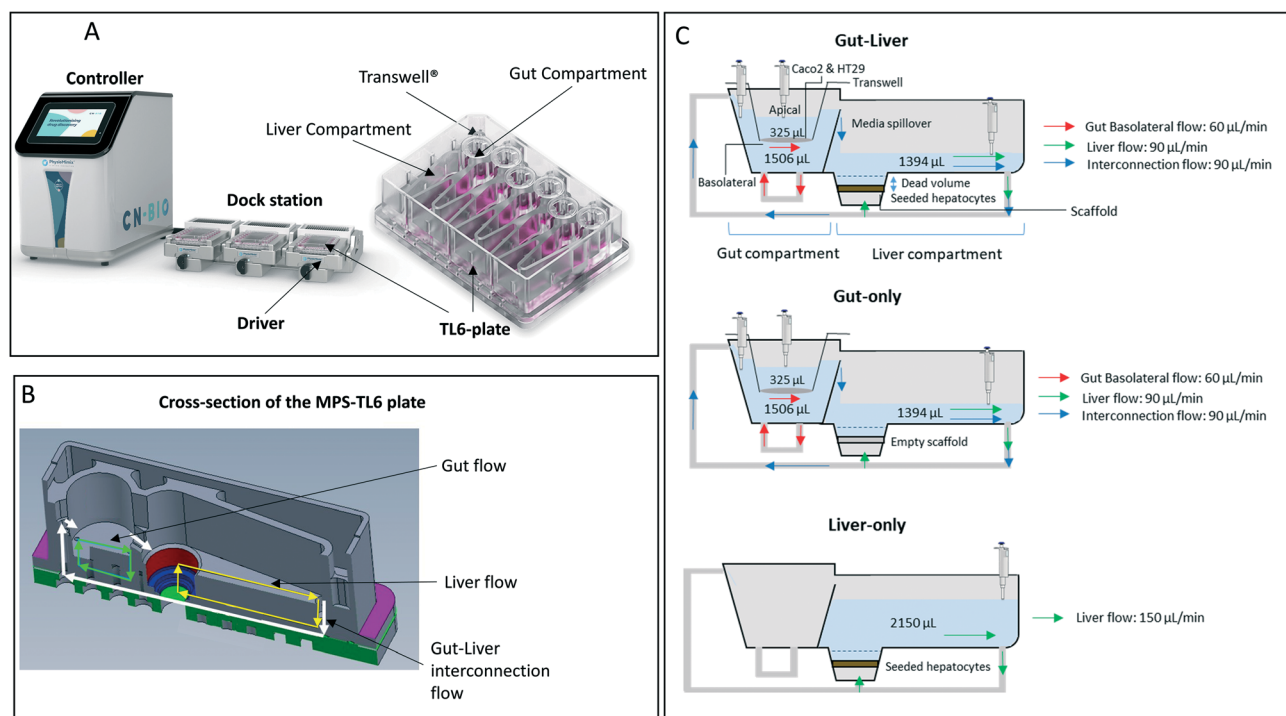 A
Controller
Transwell®
Gut Compartment
Liver Compartment
Dock station
CN-BIO
Driver
TL6-plate
B
Cross-section of the MPS-TL6 plate
Gut flow
Liver flow
Gut-Liver
interconnection
flow
C
Gut-Liver
Caco2 & HT29
Transwell
Apical
325 µL
Media spillover
1506 µL
1394 µL
Basolateral
Dead volume
Seeded hepatocytes
Scaffold
Gut compartment
Liver compartment
Gut Basolateral flow: 60 µL/min
Liver flow: 90 µL/min
Interconnection flow: 90 µL/min
Gut-only
325 µL
1506 µL
1394 µL
Empty scaffold
Gut Basolateral flow: 60 µL/min
Liver flow: 90 µL/min
Interconnection flow: 90 µL/min
Liver-only
2150 µL
Seeded hepatocytes
Liver flow: 150 µL/min